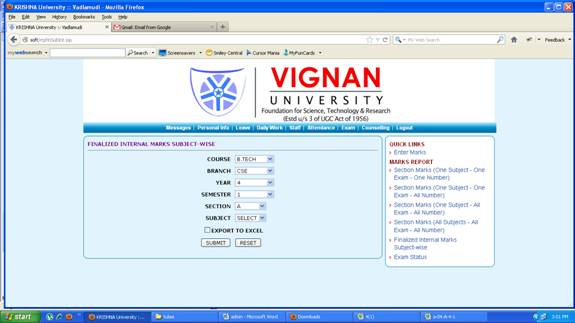 KRISHNA University :: Vadlamudi - Mozilla Firefox
File Edit View History Bookmarks Tools Help
KRISHNA University :: Vadlamudi
Gmail: Email from Google
My Web Search
Feedback
mywebsearch Search Screensavers Smiley Central Cursor Mania MyFunCards
VIGNAN
UNIVERSITY
Foundation for Science, Technology & Research
(Estd u/s 3 of UGC Act of 1956)
Messages | Personal Info | Leave | Daily Work | Staff | Attendance | Exam | Counselling | Logout
FINALIZED INTERNAL MARKS SUBJECT-WISE
COURSE B.TECH
BRANCH CSE
YEAR 4
SEMESTER 1
SECTION A
SUBJECT SELECT
EXPORT TO EXCEL
SUBMIT RESET
QUICK LINKS
Enter Marks
MARKS REPORT
Section Marks (One Subject - One
Exam - One Number)
Section Marks (One Subject - One
Exam - All Number)
Section Marks (One Subject - All
Exam - All Number)
Section Marks (All Subjects - All
Exam - All Number)
Finalized Internal Marks
Subject-wise
Exam Status
start
KRISHNA University :...
tulasi
admin - Microsoft Word
Downloads
4(1)
3:01 PM